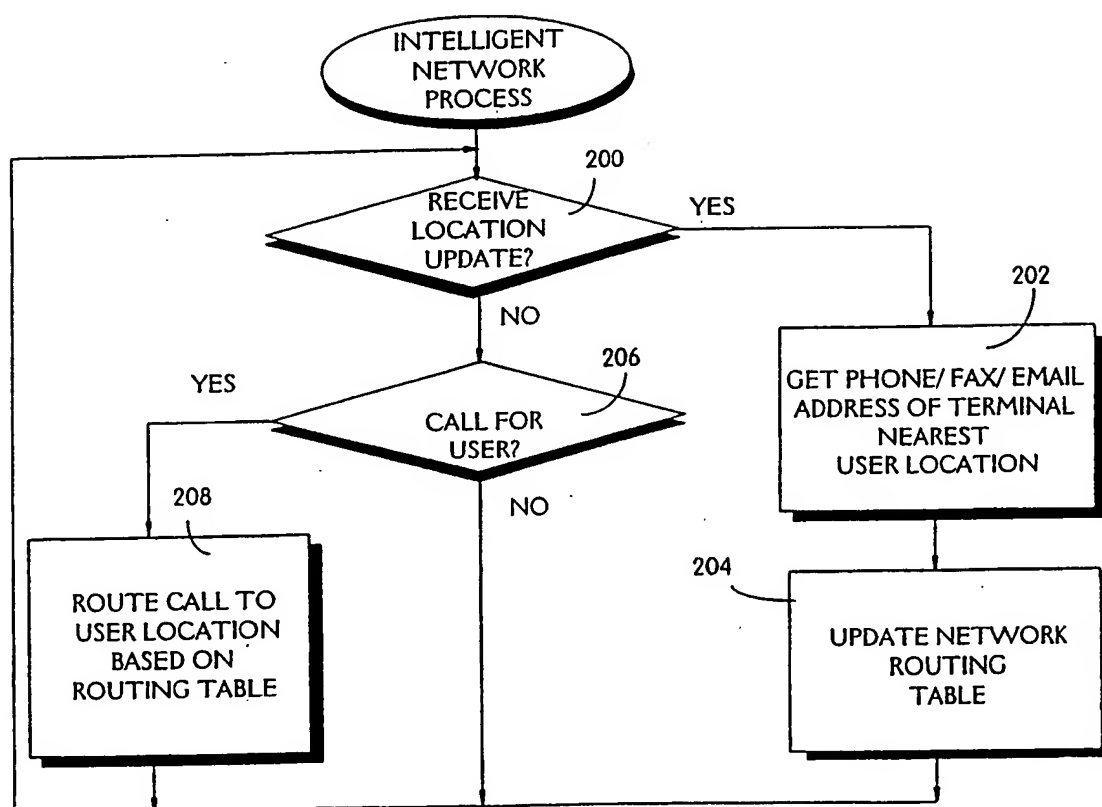 INTELLIGENT
NETWORK
PROCESS
200
RECEIVE
LOCATION
UPDATE?
YES
NO
202
GET PHONE/ FAX/ EMAIL
ADDRESS OF TERMINAL
NEAREST
USER LOCATION
YES
206
CALL FOR
USER?
NO
208
ROUTE CALL TO
USER LOCATION
BASED ON
ROUTING TABLE
204
UPDATE NETWORK
ROUTING
TABLE